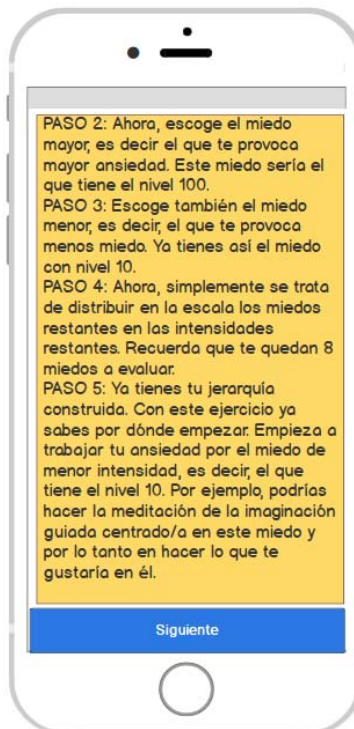 PASO 2: Ahora, escoge el miedo
mayor, es decir el que te provoca
mayor ansiedad. Este miedo sería el
que tiene el nivel 100.
PASO 3: Escoge también el miedo
menor, es decir, el que te provoca
menos miedo. Ya tienes así el miedo
con nivel 10.
PASO 4: Ahora, simplemente se trata
de distribuir en la escala los miedos
restantes en las intensidades
restantes. Recuerda que te quedan 8
miedos a evaluar.
PASO 5: Ya tienes tu jerarquía
construida. Con este ejercicio ya
sabes por dónde empezar. Empieza a
trabajar tu ansiedad por el miedo de
menor intensidad, es decir, el que
tiene el nivel 10. Por ejemplo, podrías
hacer la meditación de la imaginación
guiada centrado/a en este miedo y
por lo tanto en hacer lo que te
gustaría en él.
Siguiente